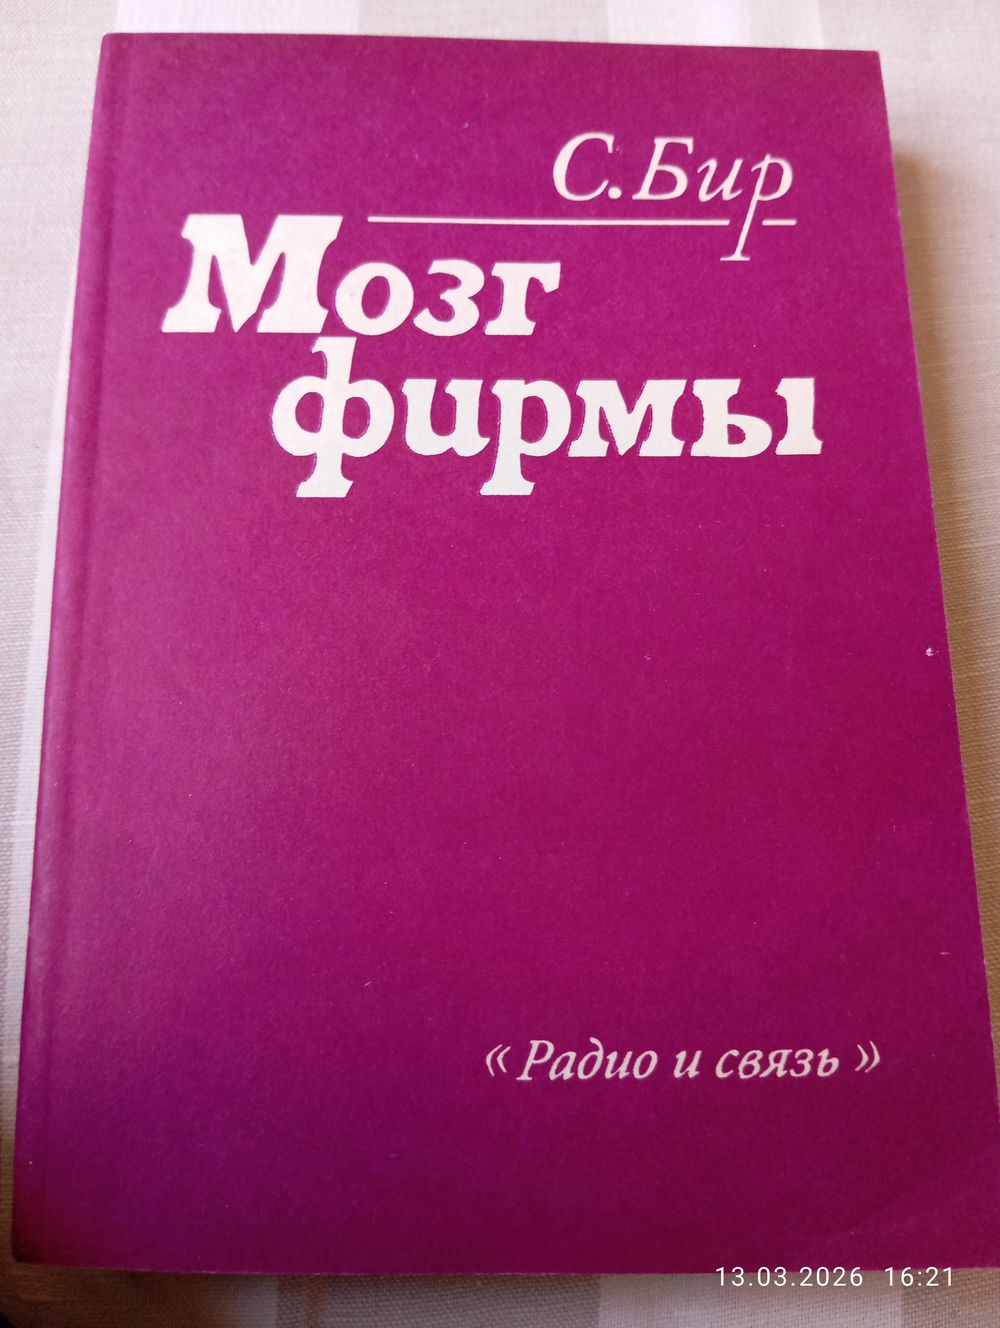 С. Бир
Мозг
фирмы
« Радио и связь »
13.03.2026 16:21